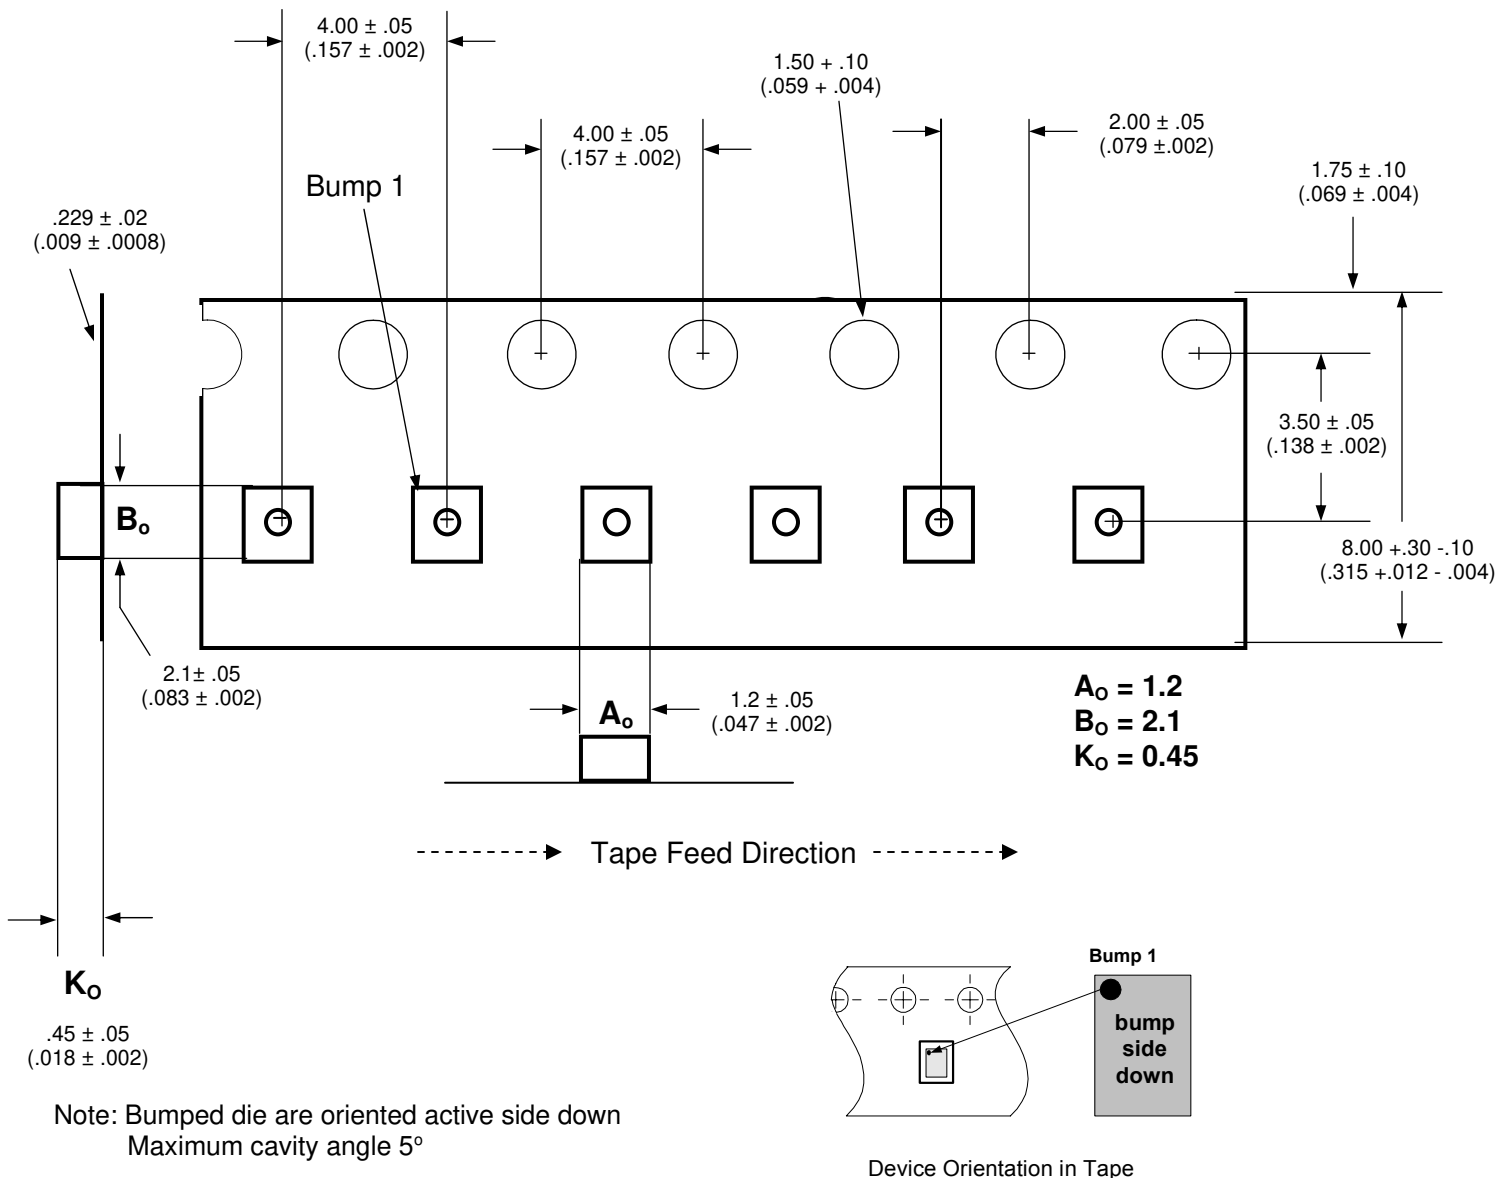 4.00 ± .05
(.157 ± .002)
1.50 + .10
(.059 + .004)
4.00 ± .05
(.157 ± .002)
2.00 ± .05
(.079 ±.002)
1.75 ± .10
(.069 ± .004)
Bump 1
.229 ± .02
(.009 ± .0008)
3.50 ± .05
(.138 ± .002)
Bo
8.00 +.30 -.10
(.315 +.012 - .004)
2.1± .05
(.083 ± .002)
Ao
1.2 ± .05
(.047 ± .002)
AO = 1.2
BO = 2.1
KO = 0.45
Tape Feed Direction
KO
.45 ± .05
(.018 ± .002)
Bump 1
bump
side
down
Note: Bumped die are oriented active side down
Maximum cavity angle 5º
Device Orientation in Tape